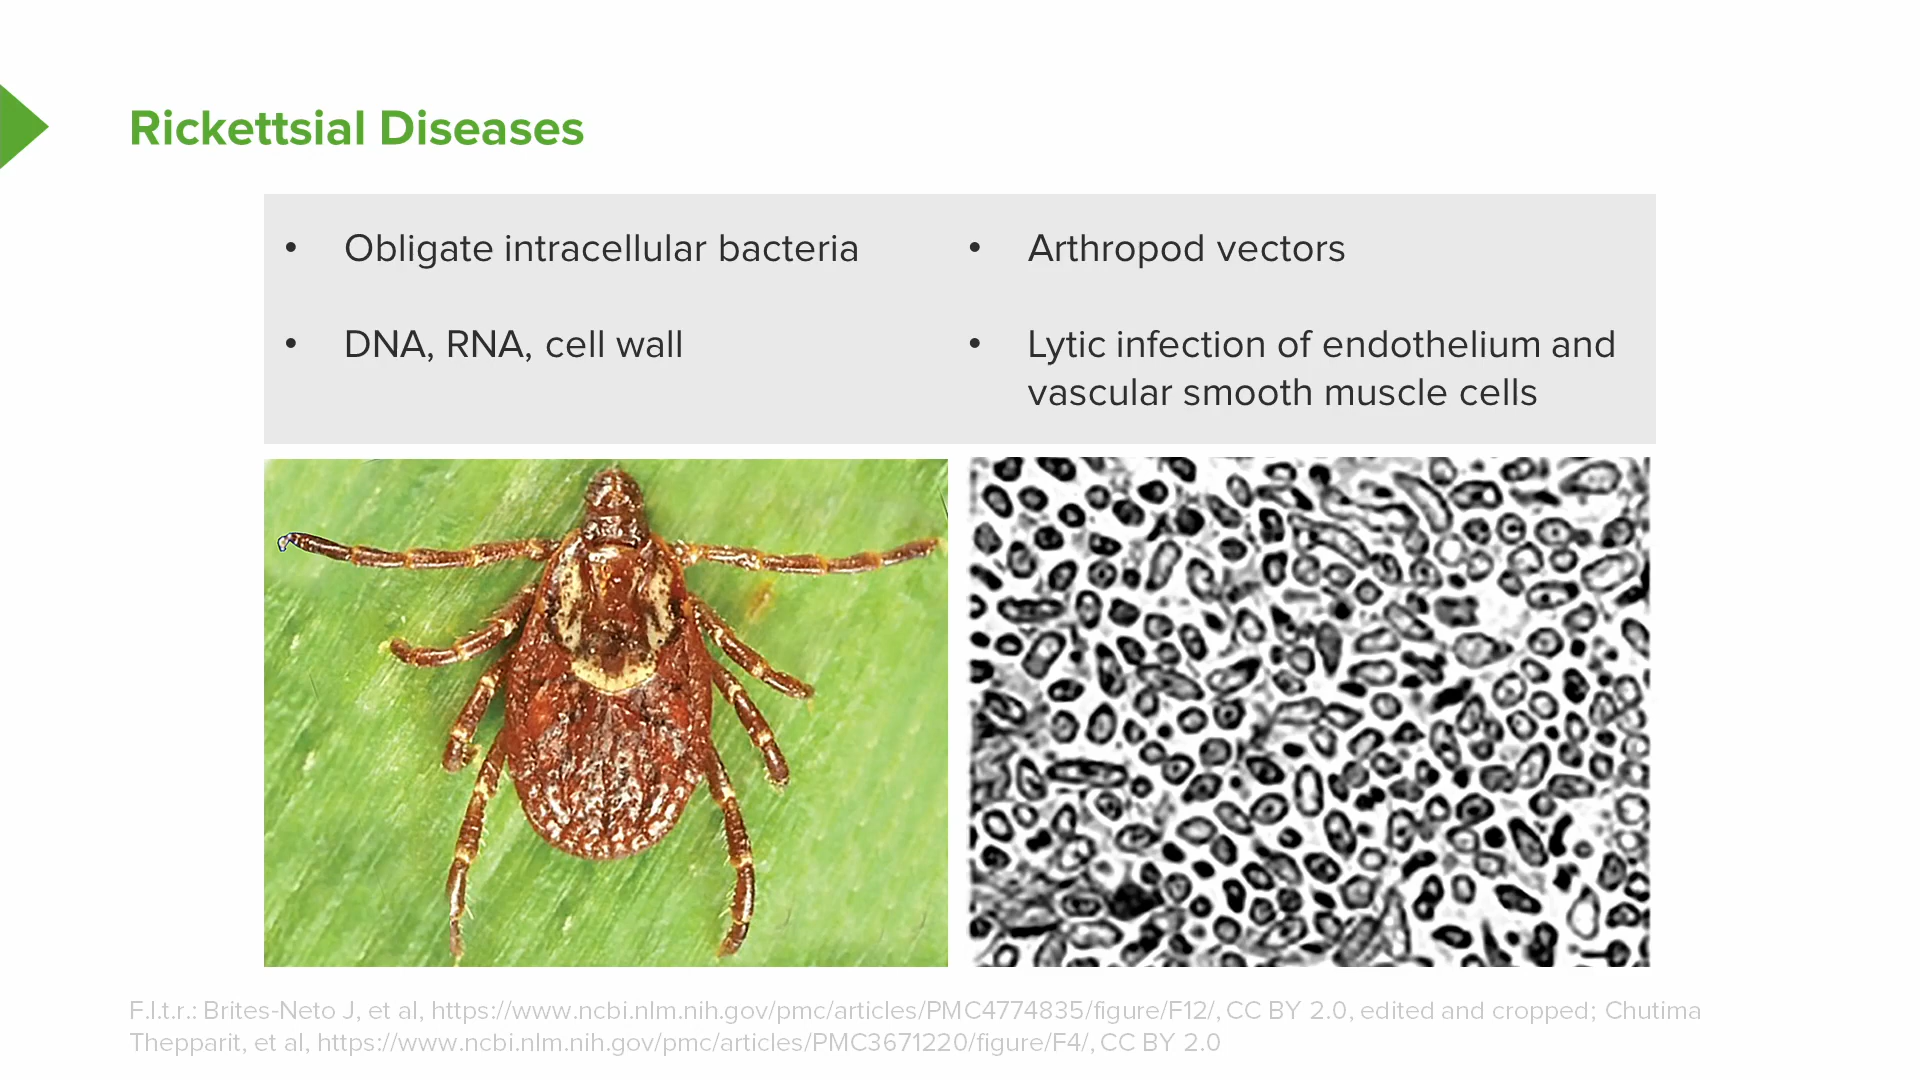 Rickettsial Diseases
• Obligate intracellular bacteria
• DNA, RNA, cell wall
• Arthropod vectors
• Lytic infection of endothelium and
vascular smooth muscle cells
F.l.t.r.: Brites-Neto J, et al, https://www.ncbi.nlm.nih.gov/pmc/articles/PMC4774835/figure/F12/, CC BY 2.0, edited and cropped; Chutima
Thepparit, et al, https://www.ncbi.nlm.nih.gov/pmc/articles/PMC3671220/figure/F4/, CC BY 2.0